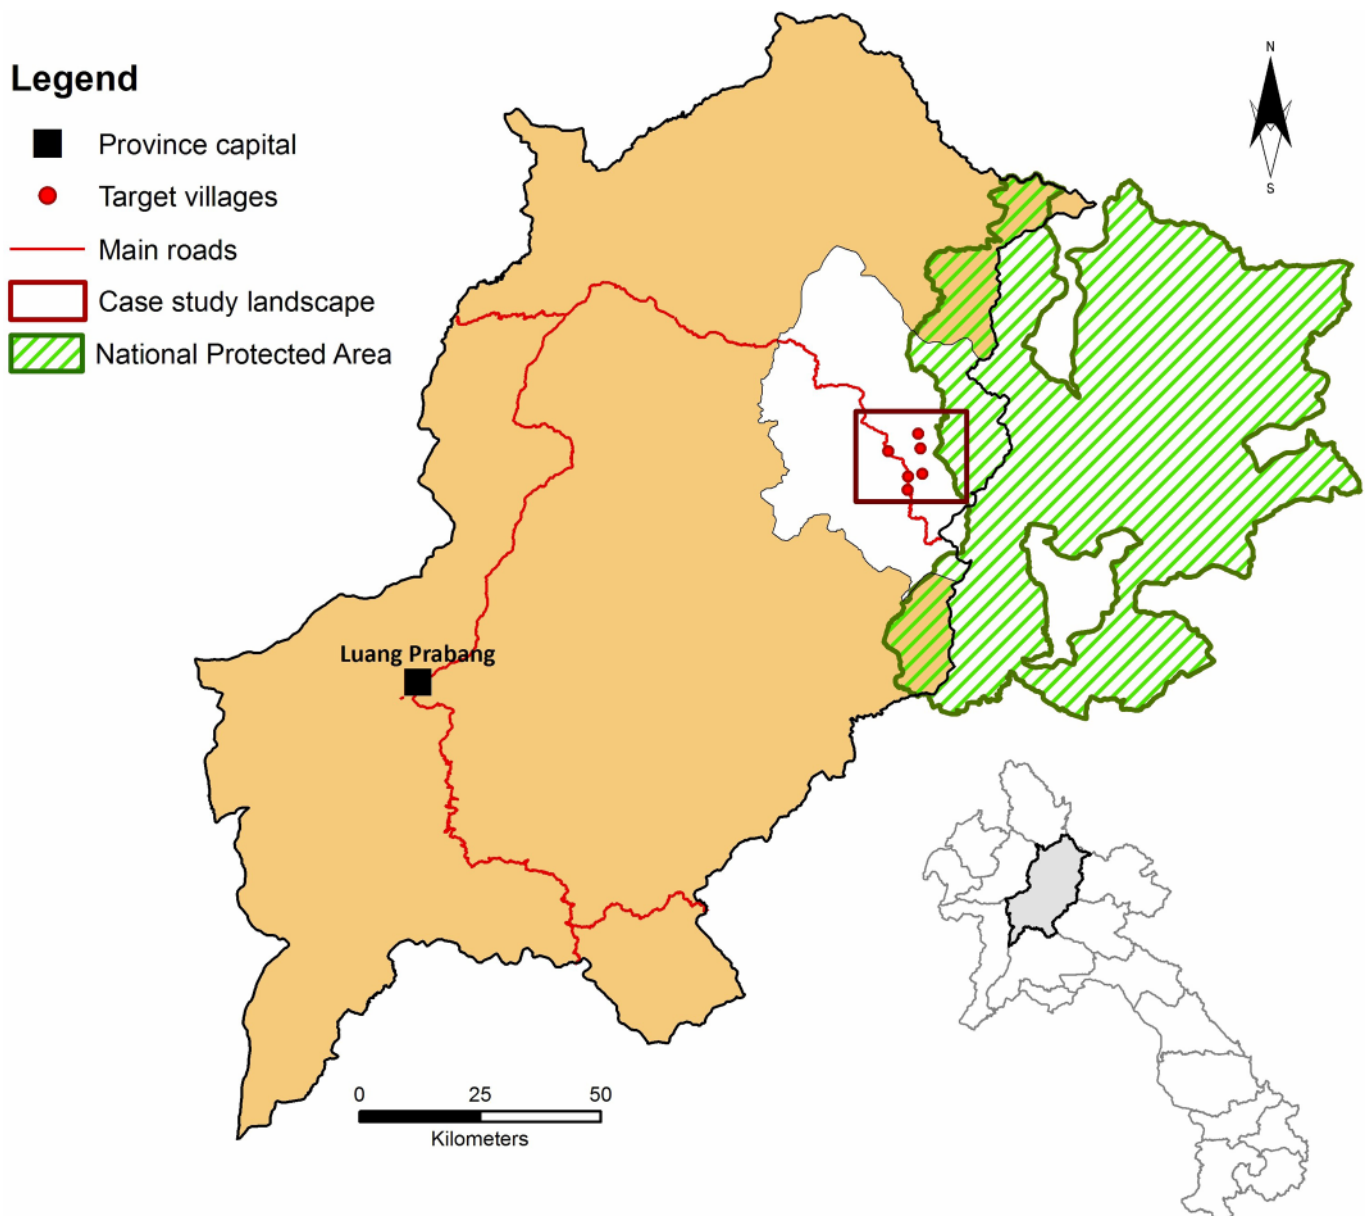 Legend
Province capital
Target villages
Main roads
Case study landscape
National Protected Area
N
S
Luang Prabang
0 25 50
Kilometers